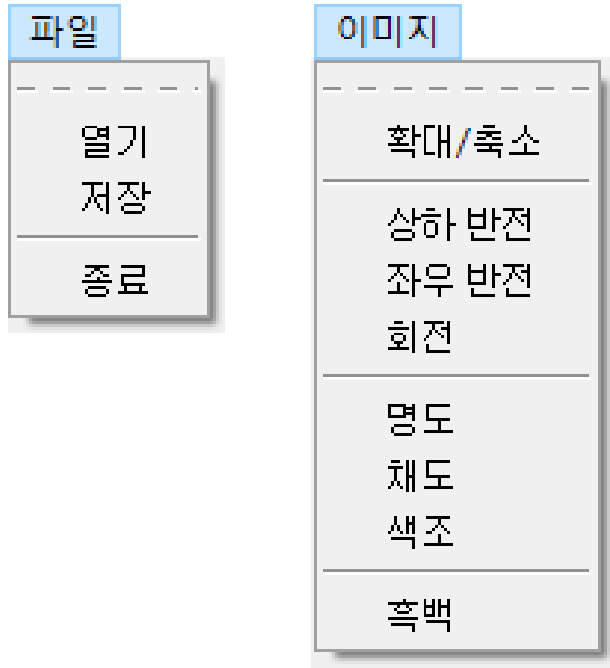 파일
열기
저장
종료
이미지
확대/축소
상하 반전
좌우 반전
회전
명도
채도
색조
흑백